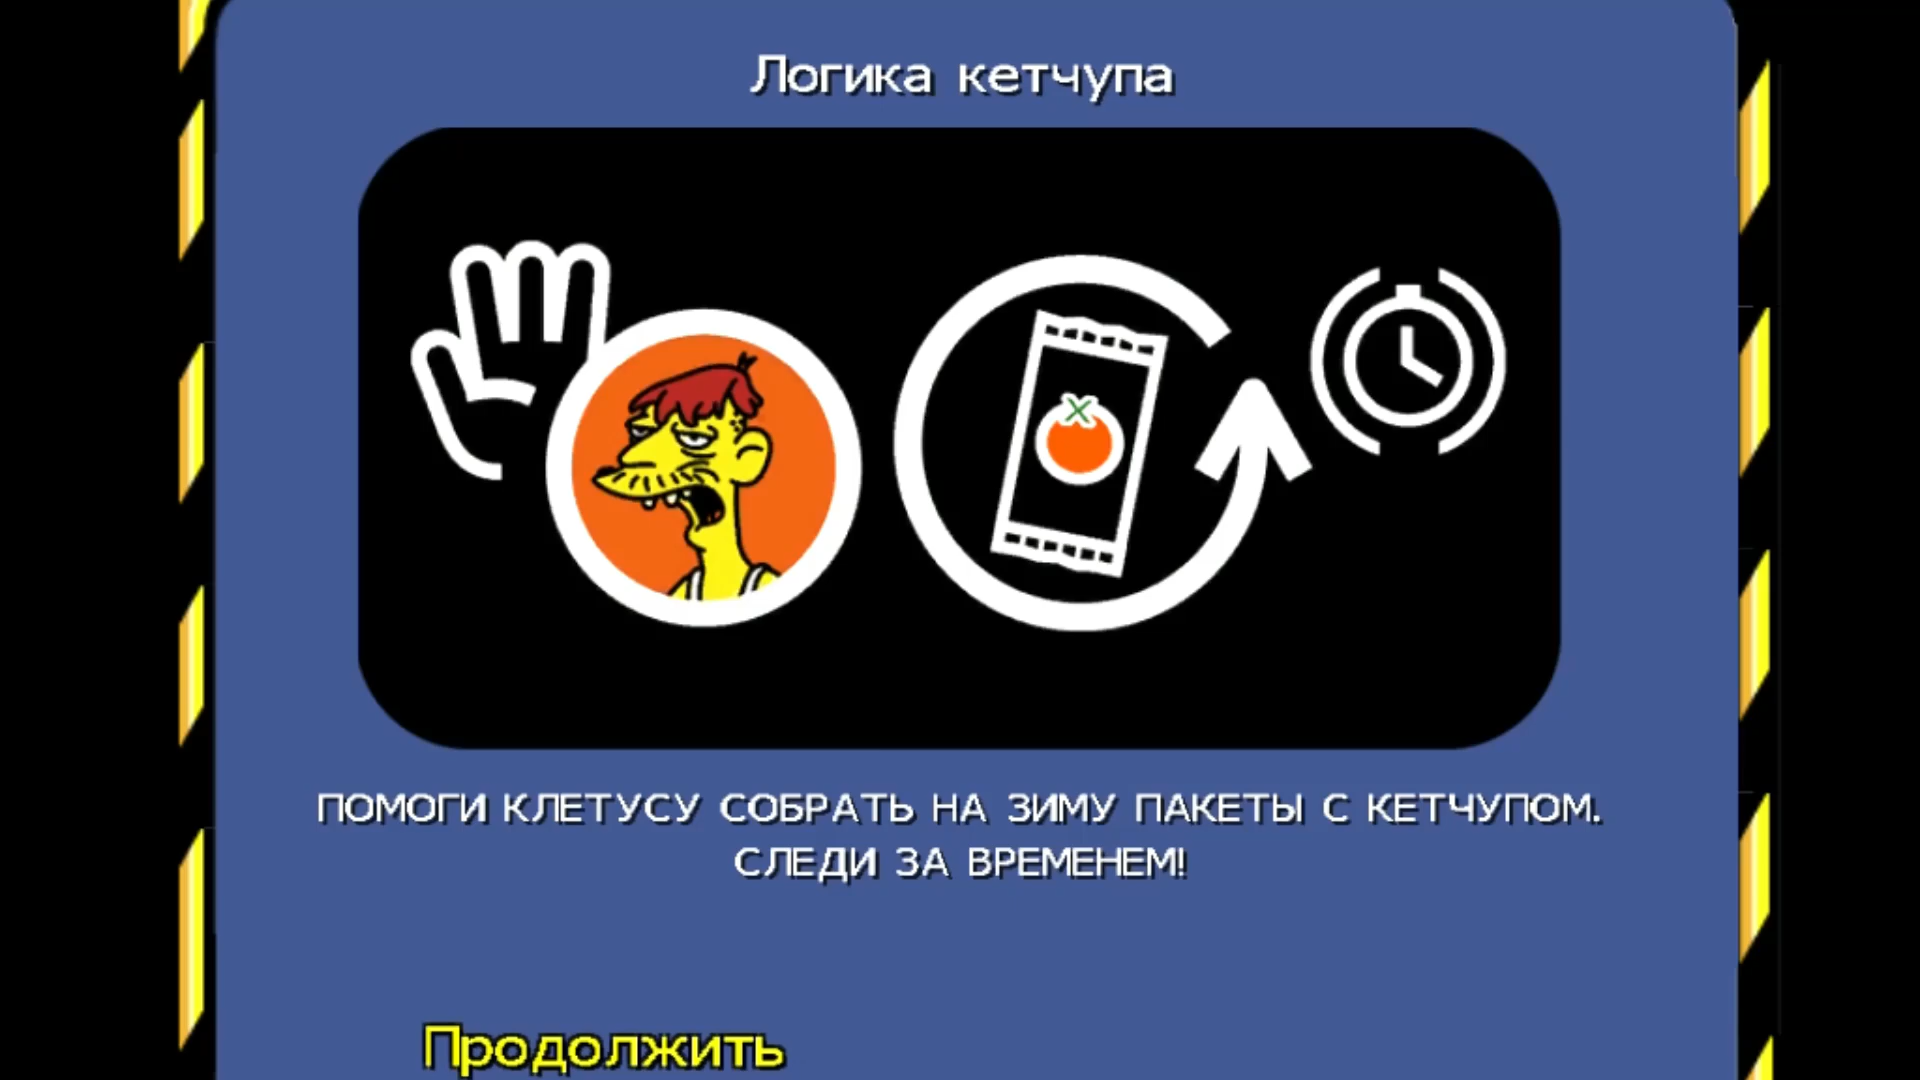 Логика кетчупа
ПОМОГИ КЛЕТУСУ СОБРАТЬ НА ЗИМУ ПАКЕТЫ С КЕТЧУПОМ.
СЛЕДИ ЗА ВРЕМЕНЕМ!
Продолжить